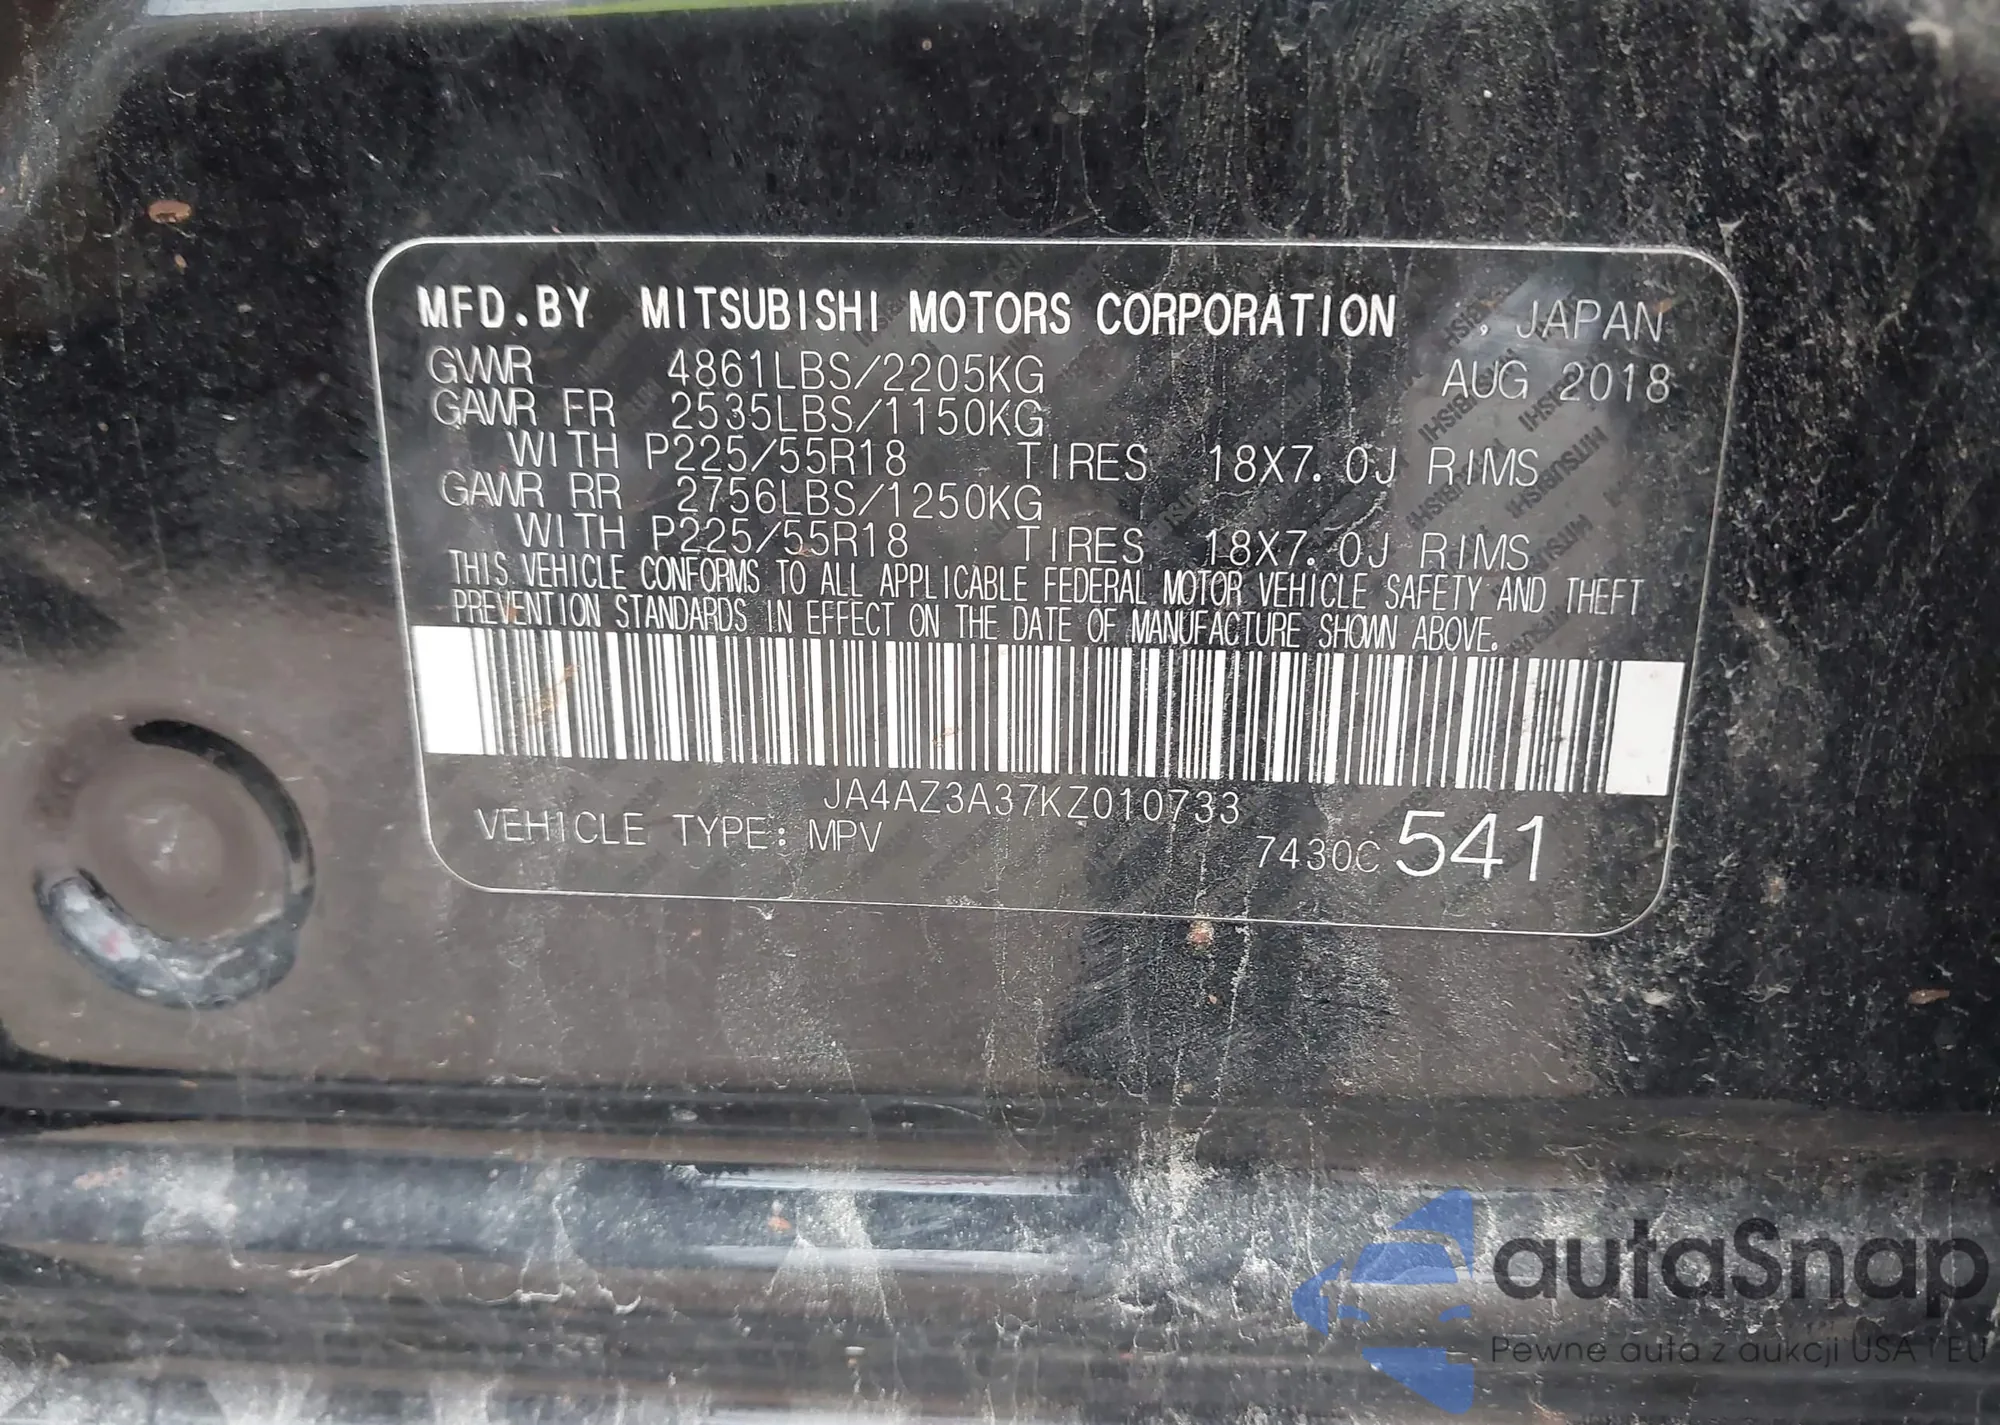 MFD.BY MITSUBISHI MOTORS CORPORATION , JAPAN
GVWR 4861LBS/2205KG AUG 2018
GAWR FR 2535LBS/1150KG
WITH P225/55R18 TIRES 18X7.0J RIMS
GAWR RR 2756LBS/1250KG
WITH P225/55R18 TIRES 18X7.0J RIMS
THIS VEHICLE CONFORMS TO ALL APPLICABLE FEDERAL MOTOR VEHICLE SAFETY AND THEFT
PREVENTION STANDARDS IN EFFECT ON THE DATE OF MANUFACTURE SHOWN ABOVE.
JA4AZ3A37KZ010733
VEHICLE TYPE: MPV 7430C 541
autaSnap
Pewne auta z aukcji USA i EU